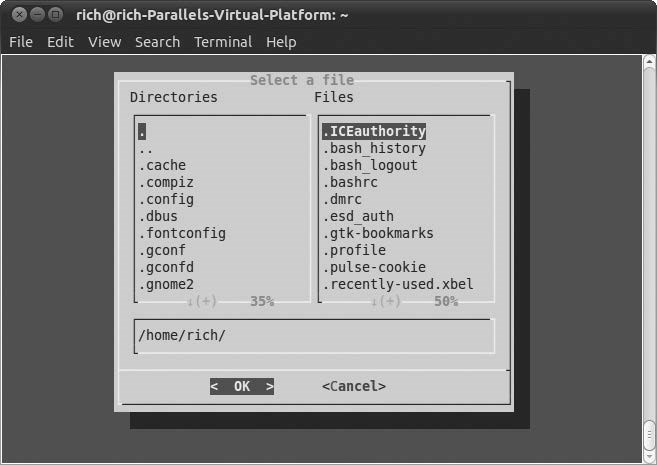 rich@rich-Parallels-Virtual-Platform: ~
File Edit View Search Terminal Help
Select a file
Directories Files
. .ICEauthority
.. .bash_history
.cache .bash_logout
.compiz .bashrc
.config .dmrc
.dbus .esd_auth
.fontconfig .gtk-bookmarks
.gconf .profile
.gconfd .pulse-cookie
.gnome2 .recently-used.xbel
↓(+) 35% ↓(+) 50%
/home/rich/
< OK > <Cancel>